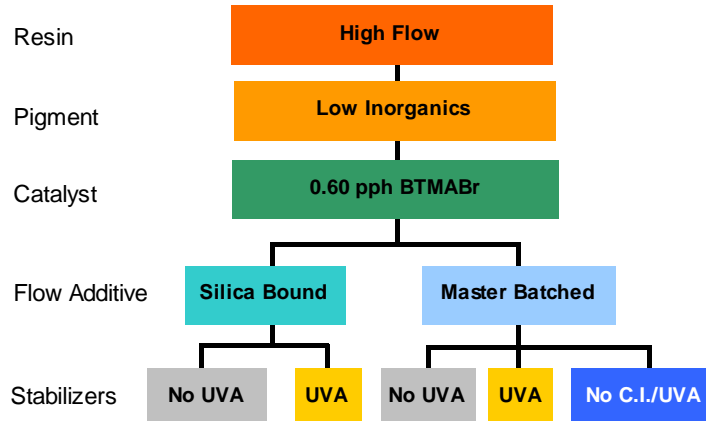 Resin
High Flow
Pigment
Low Inorganics
Catalyst
0.60 pph BTMABr
Flow Additive
Silica Bound
Master Batched
Stabilizers
No UVA
UVA
No UVA
UVA
No C.I./UVA